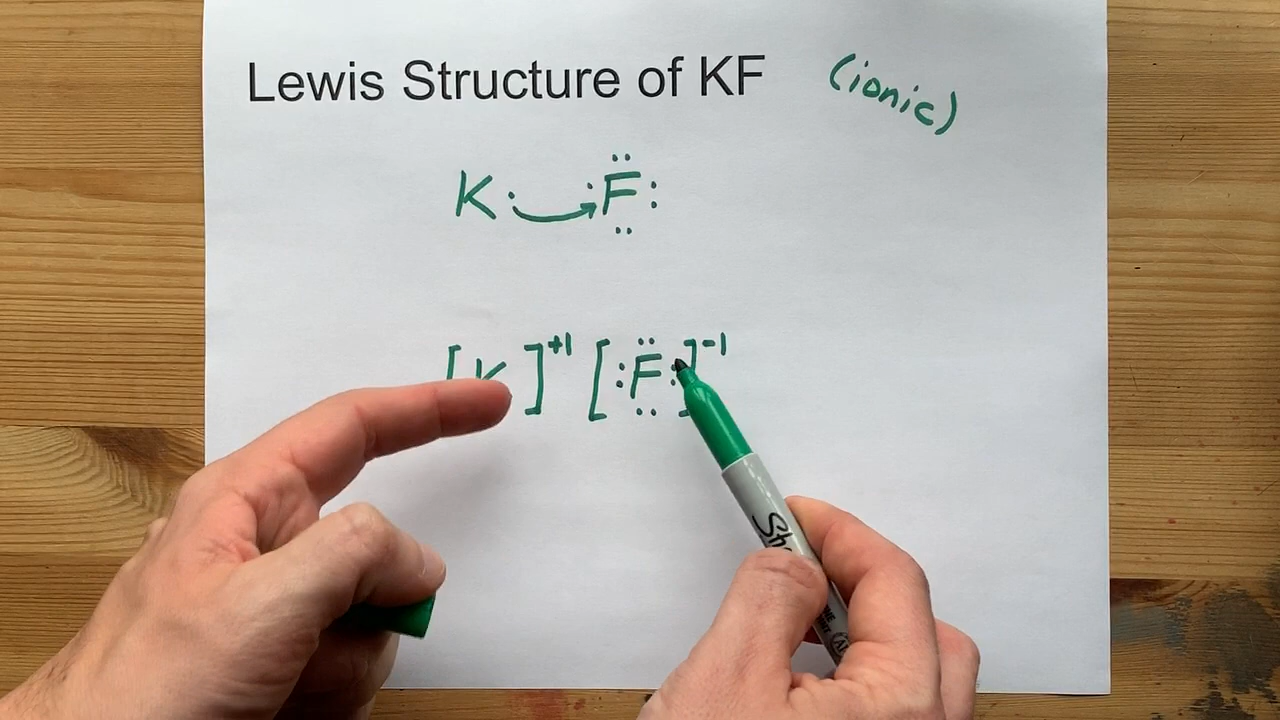 Lewis Structure of KF (ionic)
K· :F̈:
[K]+1 [:F̈:]-1